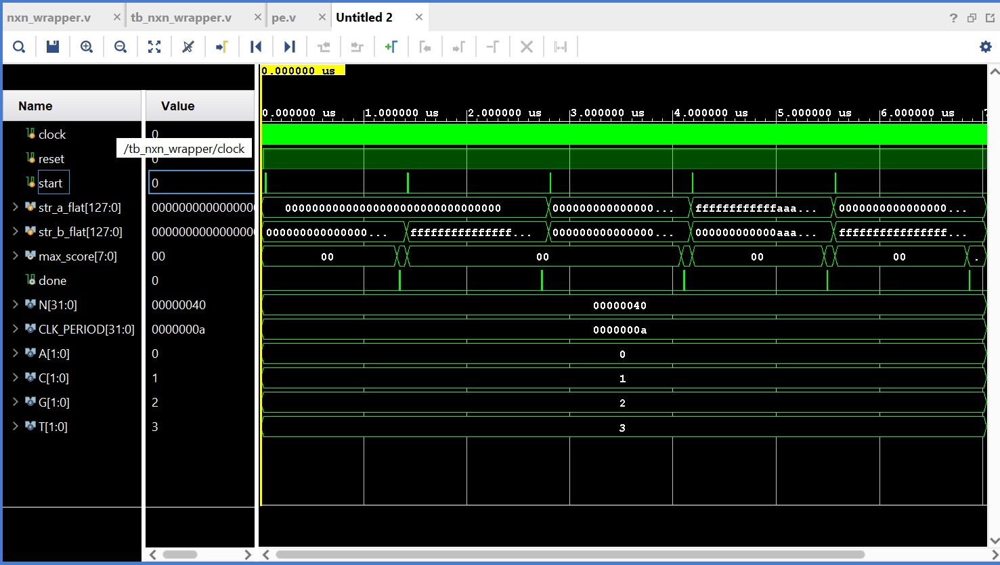 nxn_wrapper.v × tb_nxn_wrapper.v × pe.v × Untitled 2 ×
?
0.000000 us
Name Value
0.000000 us 1.000000 us 2.000000 us 3.000000 us 4.000000 us 5.000000 us 6.000000 us 7
clock 0
/tb_nxn_wrapper/clock
reset 0
start 0
str_a_flat[127:0] 0000000000000000 00000000000000000000000000000000 000000000000000... ffffffffffffaaa... 000000000000000...
str_b_flat[127:0] 0000000000000000 000000000000000... fffffffffffffff... 000000000000000... 000000000000aaa... ffffffffffffffff...
max_score[7:0] 00 00 00 00 00 .
done 0
N[31:0] 00000040 00000040
CLK_PERIOD[31:0] 0000000a 0000000a
A[1:0] 0 0
C[1:0] 1 1
G[1:0] 2 2
T[1:0] 3 3